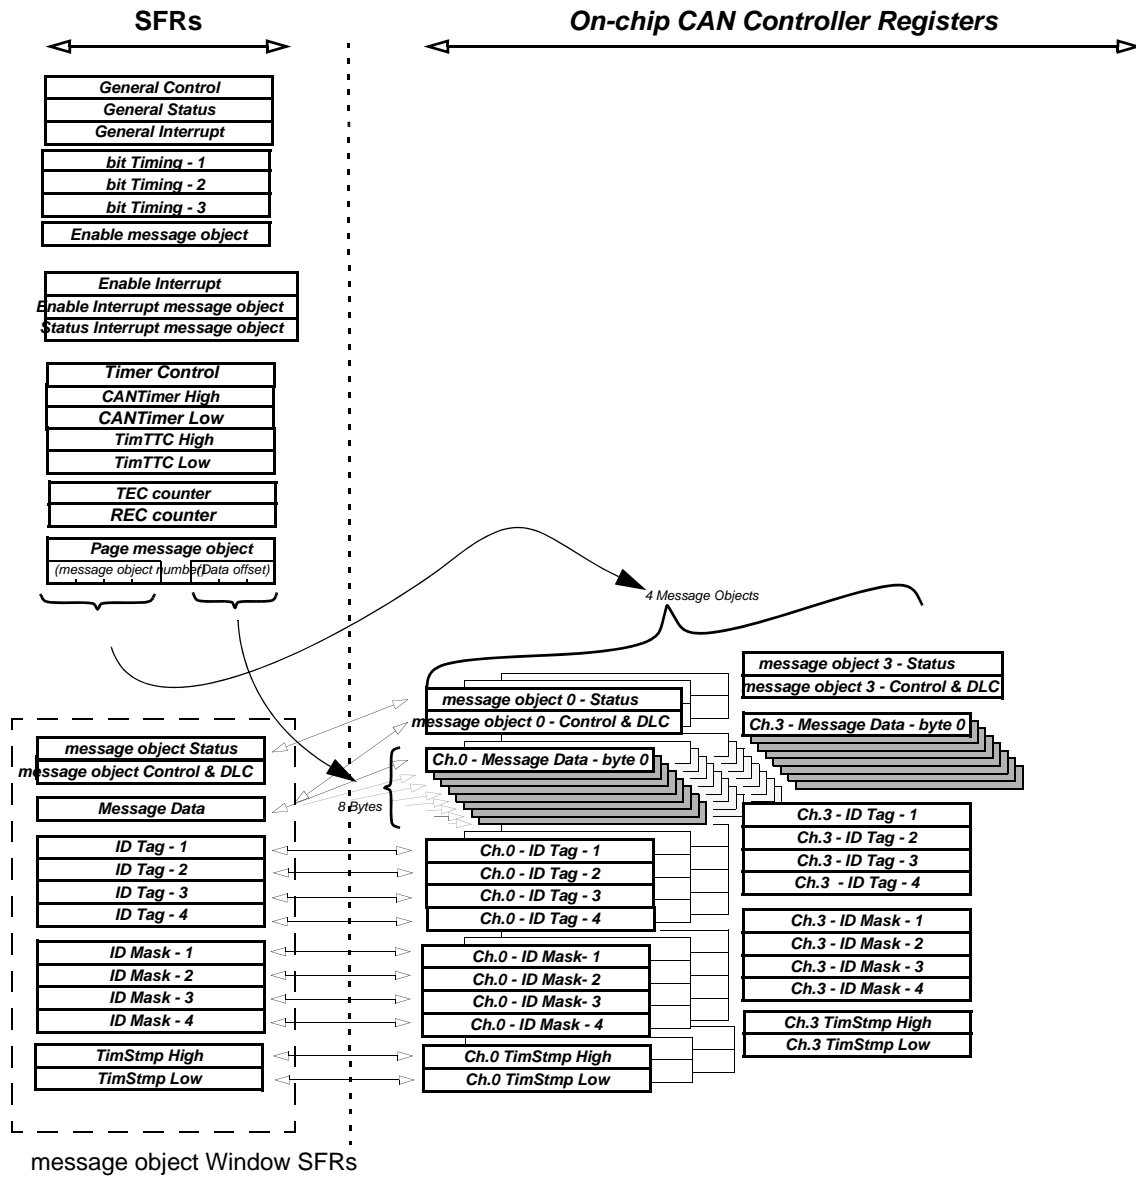 SFRs
On-chip CAN Controller Registers
General Control
General Status
General Interrupt
bit Timing - 1
bit Timing - 2
bit Timing - 3
Enable message object
Enable Interrupt
Enable Interrupt message object
Status Interrupt message object
Timer Control
CANTimer High
CANTimer Low
TimTTC High
TimTTC Low
TEC counter
REC counter
Page message object
(message object number)
(Data offset)
4 Message Objects
message object 0 - Status
message object 0 - Control & DLC
Ch.0 - Message Data - byte 0
8 Bytes
Ch.0 - ID Tag - 1
Ch.0 - ID Tag - 2
Ch.0 - ID Tag - 3
Ch.0 - ID Tag - 4
Ch.0 - ID Mask- 1
Ch.0 - ID Mask- 2
Ch.0 - ID Mask- 3
Ch.0 - ID Mask - 4
Ch.0 TimStmp High
Ch.0 TimStmp Low
message object 3 - Status
message object 3 - Control & DLC
Ch.3 - Message Data - byte 0
Ch.3 - ID Tag - 1
Ch.3 - ID Tag - 2
Ch.3 - ID Tag - 3
Ch.3 - ID Tag - 4
Ch.3 - ID Mask - 1
Ch.3 - ID Mask - 2
Ch.3 - ID Mask - 3
Ch.3 - ID Mask - 4
Ch.3 TimStmp High
Ch.3 TimStmp Low
message object Status
message object Control & DLC
Message Data
ID Tag - 1
ID Tag - 2
ID Tag - 3
ID Tag - 4
ID Mask - 1
ID Mask - 2
ID Mask - 3
ID Mask - 4
TimStmp High
TimStmp Low
message object Window SFRs